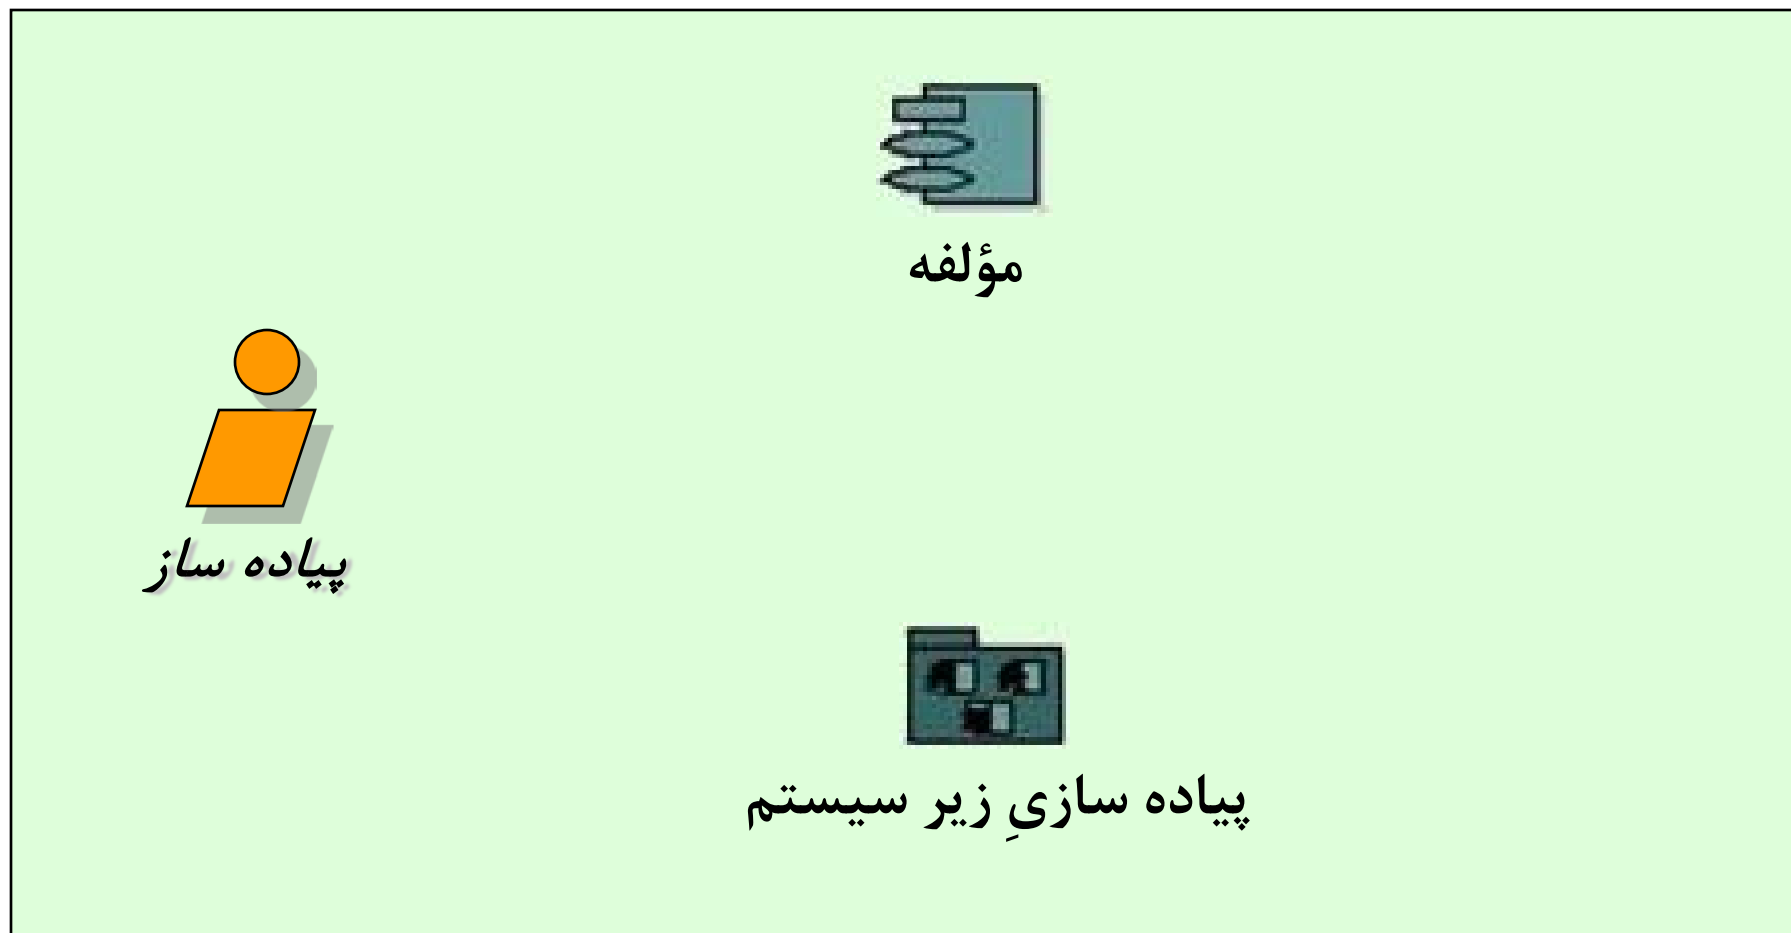 مؤلفه
پیاده ساز
پیاده سازیِ زیر سیستم